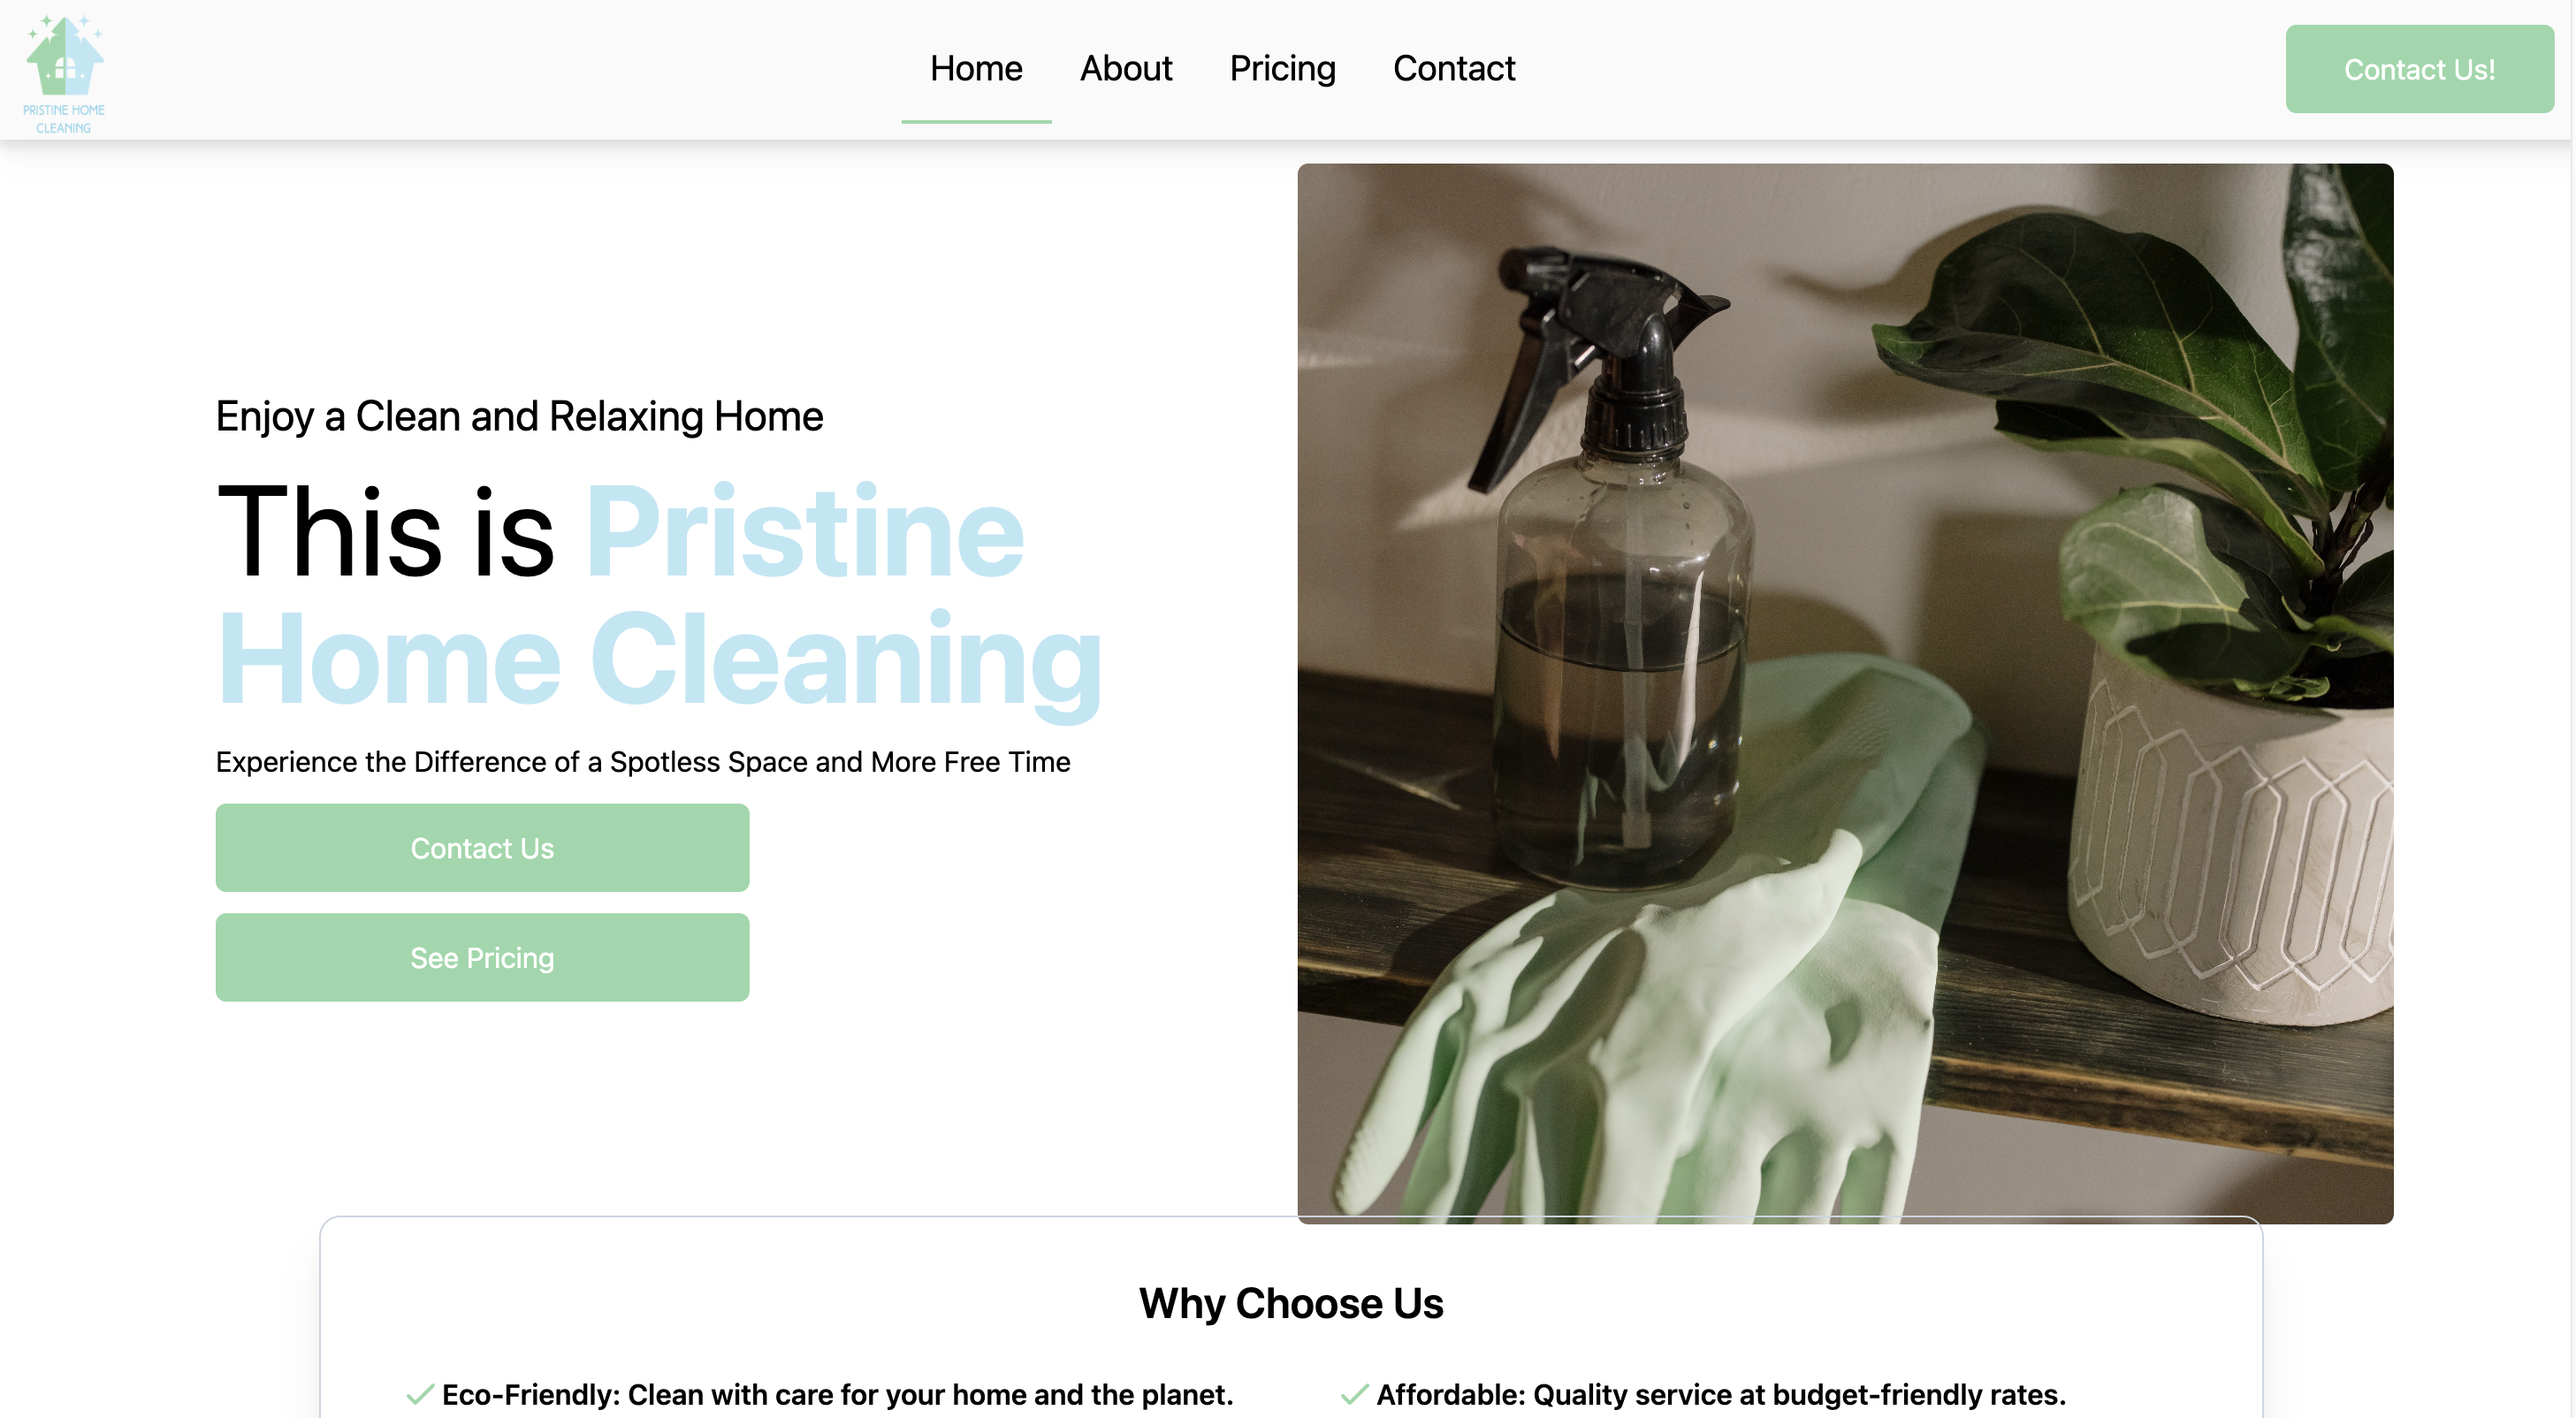 PRISTINE HOME
CLEANING
Home
About
Pricing
Contact
Contact Us!
Enjoy a Clean and Relaxing Home
This is Pristine
Home Cleaning
Experience the Difference of a Spotless Space and More Free Time
Contact Us
See Pricing
Why Choose Us
Eco-Friendly: Clean with care for your home and the planet.
Affordable: Quality service at budget-friendly rates.